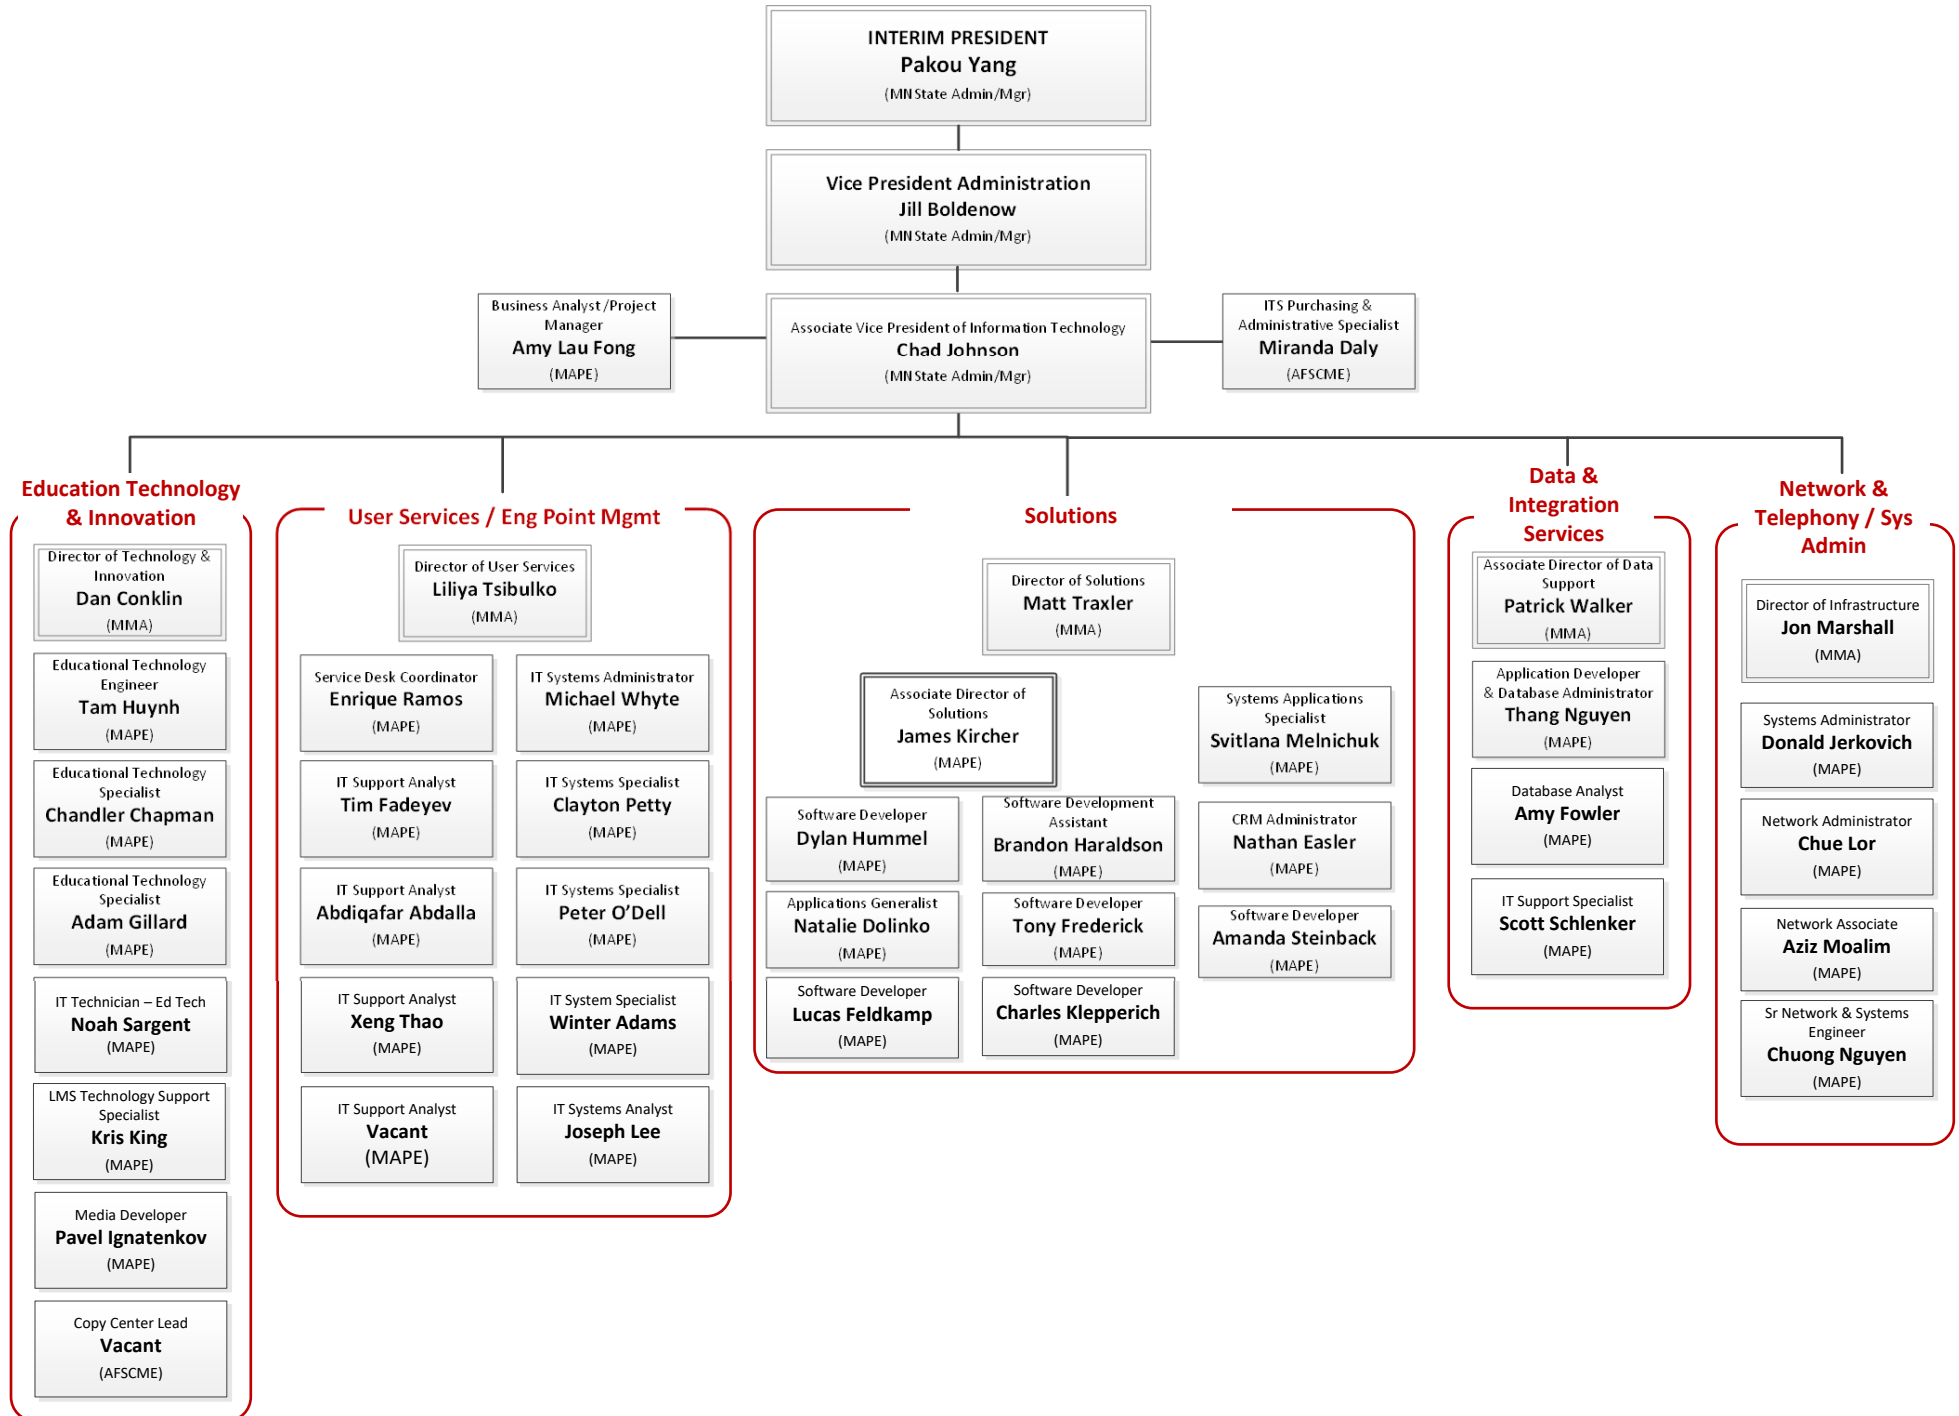 INTERIM PRESIDENT
Pakou Yang
(MNState Admin/Mgr)
Vice President Administration
Jill Boldenow
(MNState Admin/Mgr)
Business Analyst /Project
Manager
Amy Lau Fong
(MAPE)
Associate Vice President of Information Technology
Chad Johnson
(MNState Admin/Mgr)
ITS Purchasing &
Administrative Specialist
Miranda Daly
(AFSCME)
Education Technology
& Innovation
Director of Technology &
Innovation
Dan Conklin
(MMA)
Educational Technology
Engineer
Tam Huynh
(MAPE)
Educational Technology
Specialist
Chandler Chapman
(MAPE)
Educational Technology
Specialist
Adam Gillard
(MAPE)
IT Technician – Ed Tech
Noah Sargent
(MAPE)
LMS Technology Support
Specialist
Kris King
(MAPE)
Media Developer
Pavel Ignatenkov
(MAPE)
Copy Center Lead
Vacant
(AFSCME)
User Services / Eng Point Mgmt
Director of User Services
Liliya Tsibulko
(MMA)
Service Desk Coordinator
Enrique Ramos
(MAPE)
IT Systems Administrator
Michael Whyte
(MAPE)
IT Support Analyst
Tim Fadeyev
(MAPE)
IT Systems Specialist
Clayton Petty
(MAPE)
IT Support Analyst
Abdiqafar Abdalla
(MAPE)
IT Systems Specialist
Peter O’Dell
(MAPE)
IT Support Analyst
Xeng Thao
(MAPE)
IT System Specialist
Winter Adams
(MAPE)
IT Support Analyst
Vacant
(MAPE)
IT Systems Analyst
Joseph Lee
(MAPE)
Solutions
Director of Solutions
Matt Traxler
(MMA)
Associate Director of
Solutions
James Kircher
(MAPE)
Systems Applications
Specialist
Svitlana Melnichuk
(MAPE)
Software Developer
Dylan Hummel
(MAPE)
Software Development
Assistant
Brandon Haraldson
(MAPE)
CRM Administrator
Nathan Easler
(MAPE)
Applications Generalist
Natalie Dolinko
(MAPE)
Software Developer
Tony Frederick
(MAPE)
Software Developer
Amanda Steinback
(MAPE)
Software Developer
Lucas Feldkamp
(MAPE)
Software Developer
Charles Klepperich
(MAPE)
Data &
Integration
Services
Associate Director of Data
Support
Patrick Walker
(MMA)
Application Developer
& Database Administrator
Thang Nguyen
(MAPE)
Database Analyst
Amy Fowler
(MAPE)
IT Support Specialist
Scott Schlenker
(MAPE)
Network &
Telephony / Sys
Admin
Director of Infrastructure
Jon Marshall
(MMA)
Systems Administrator
Donald Jerkovich
(MAPE)
Network Administrator
Chue Lor
(MAPE)
Network Associate
Aziz Moalim
(MAPE)
Sr Network & Systems
Engineer
Chuong Nguyen
(MAPE)